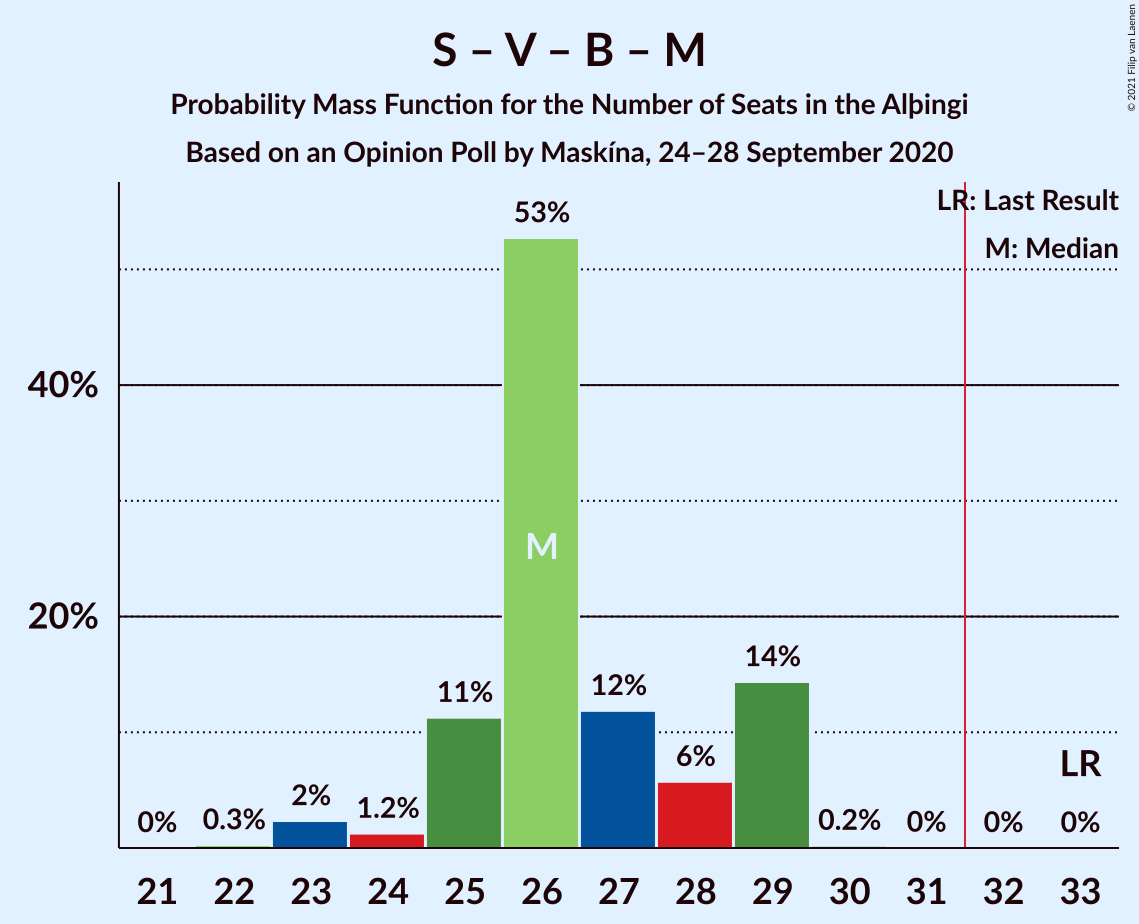 S – V – B – M
Probability Mass Function for the Number of Seats in the Alþingi
Based on an Opinion Poll by Maskína, 24–28 September 2020
© 2021 Filip van Laenen
LR: Last Result
M: Median
53%
40%
M
20%
14%
12%
11%
6%
LR
2%
1.2%
0% 0.3% 0.2% 0% 0% 0%
21 22 23 24 25 26 27 28 29 30 31 32 33